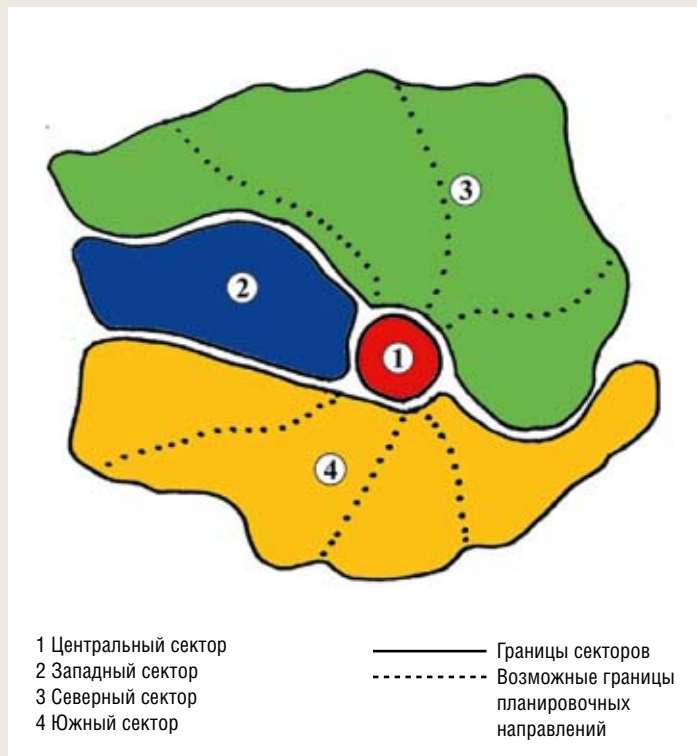 3
2
1
4
1 Центральный сектор
2 Западный сектор
3 Северный сектор
4 Южный сектор
Границы секторов
Возможные границы
планировочных
направлений